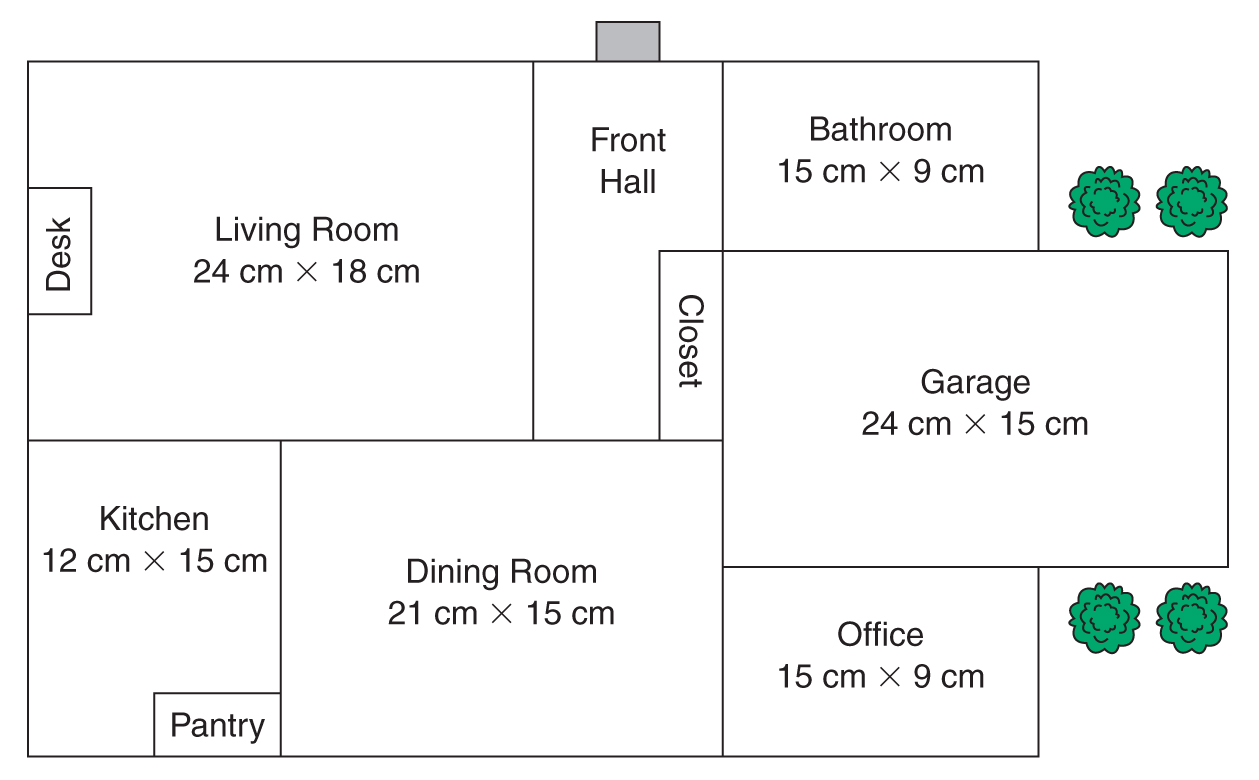 Front
Hall
Bathroom
15 cm × 9 cm
Desk
Living Room
24 cm × 18 cm
Closet
Garage
24 cm × 15 cm
Kitchen
12 cm × 15 cm
Dining Room
21 cm × 15 cm
Office
15 cm × 9 cm
Pantry